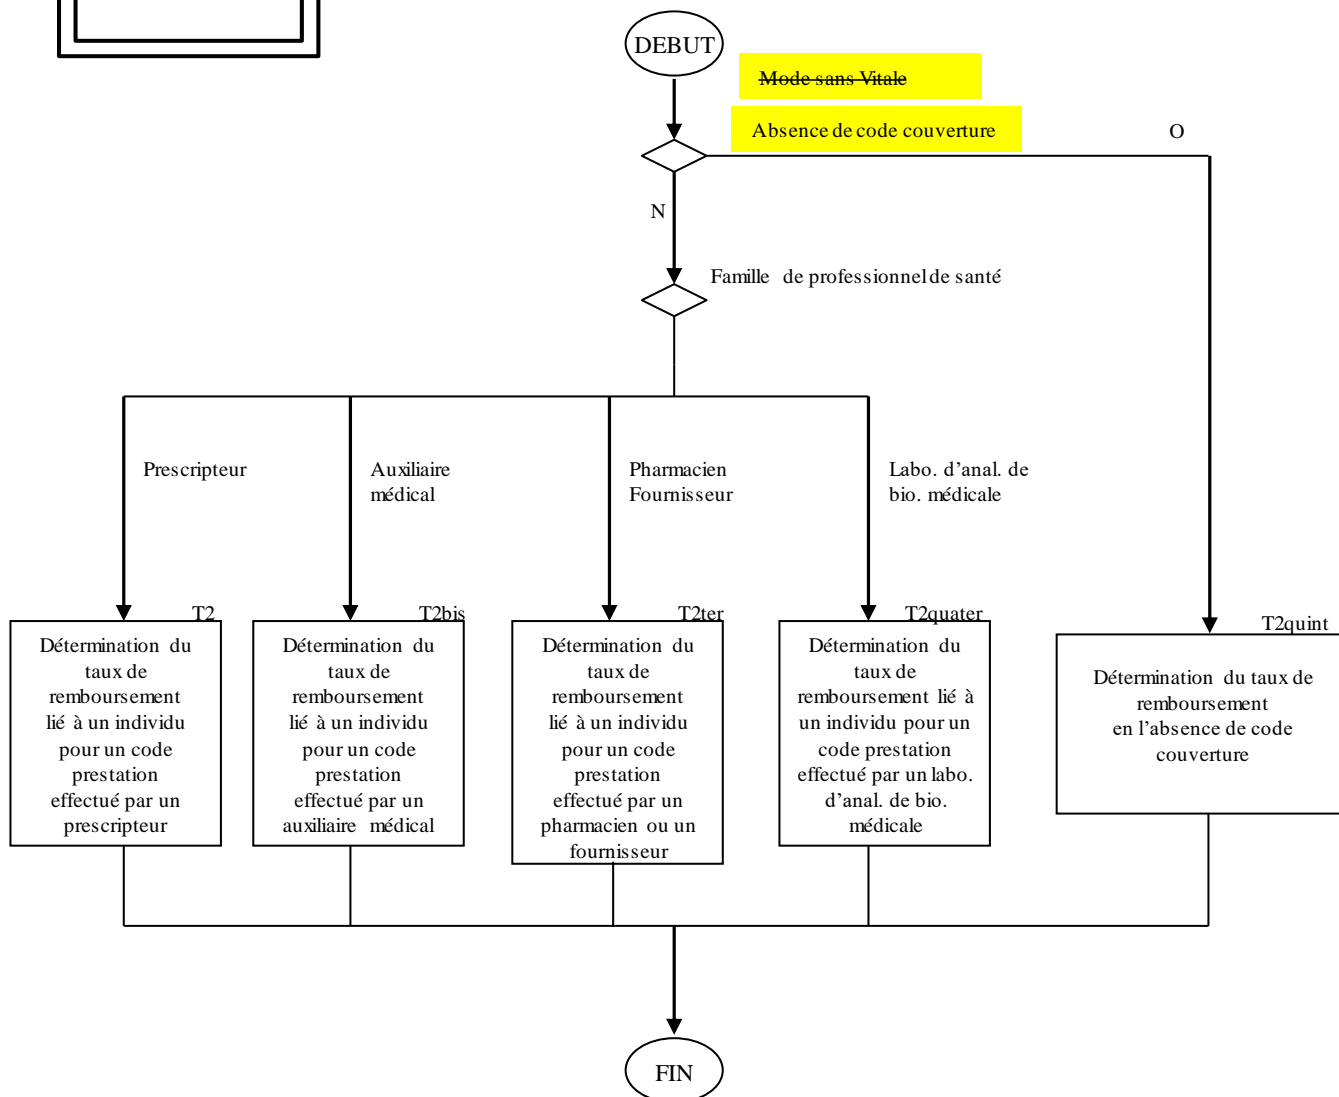 DEBUT
Mode sans Vitale
Absence de code couverture
O
N
Famille de professionnel de santé
Prescripteur
Auxiliaire
médical
Pharmacien
Fournisseur
Labo. d'anal. de
bio. médicale
T2
Détermination du
taux de
remboursement
lié à un individu
pour un code
prestation
effectué par un
prescripteur
T2bis
Détermination du
taux de
remboursement
lié à un individu
pour un code
prestation
effectué par un
auxiliaire médical
T2ter
Détermination du
taux de
remboursement
lié à un individu
pour un code
prestation
effectué par un
pharmacien ou un
fournisseur
T2quater
Détermination du
taux de
remboursement lié à
un individu pour un
code prestation
effectué par un labo.
d'anal. de bio.
médicale
T2quint
Détermination du taux de
remboursement
en l'absence de code
couverture
FIN